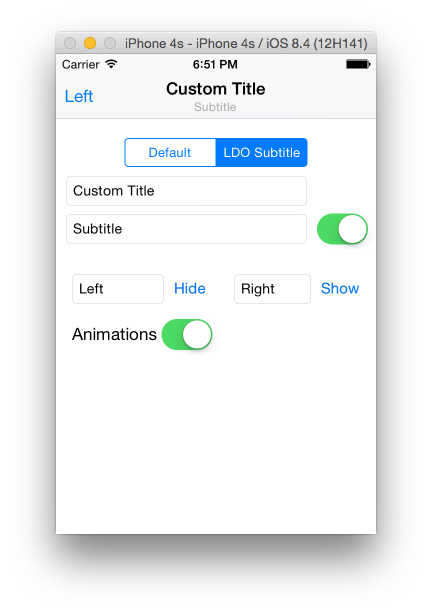 iPhone 4s - iPhone 4s / iOS 8.4 (12H141)
Carrier 6:51 PM
Left Custom Title
Subtitle
Default LDO Subtitle
Custom Title
Subtitle
Left Hide Right Show
Animations